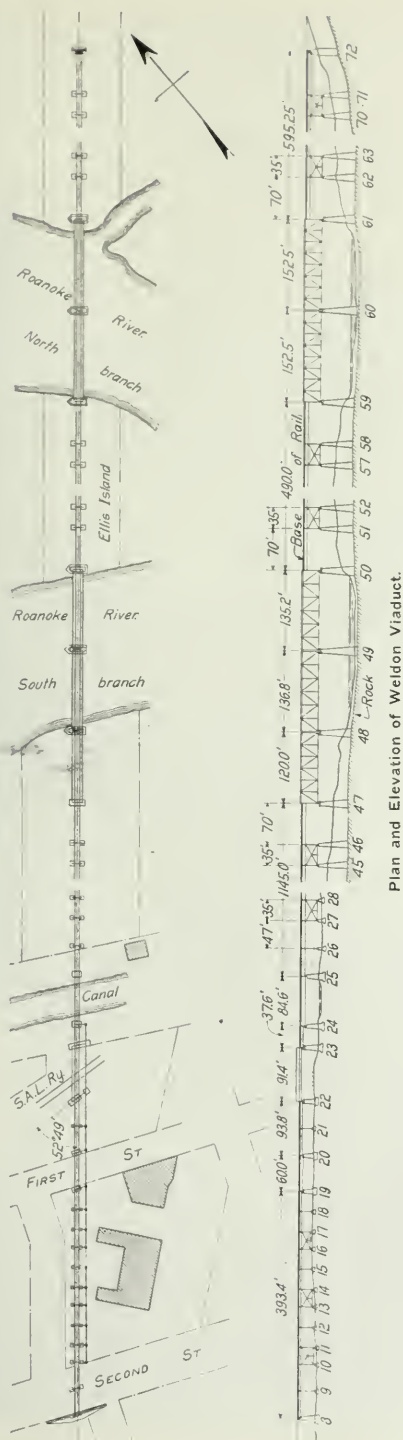 Roanoke River
North branch
Ellis Island
Roanoke River
South branch
Canal
S.A.L. Ry
52°49'
FIRST ST
SECOND ST
393.4' 60.0' 93.8' 91.4' 37.6' 84.6' 47' 35' 1145.0' 35' 70' 120.0' 136.8' 135.2' 70' 35' 490.0' 152.5' 152.5' 70' 35' 595.25'
Base of Rail
Rock
9 10 11 12 13 14 15 16 17 18 19 20 21 22 23 24 25 26 27 28 45 46 47 48 49 50 51 52 57 58 59 60 61 62 63 70 71 72
Plan and Elevation of Weldon Viaduct.